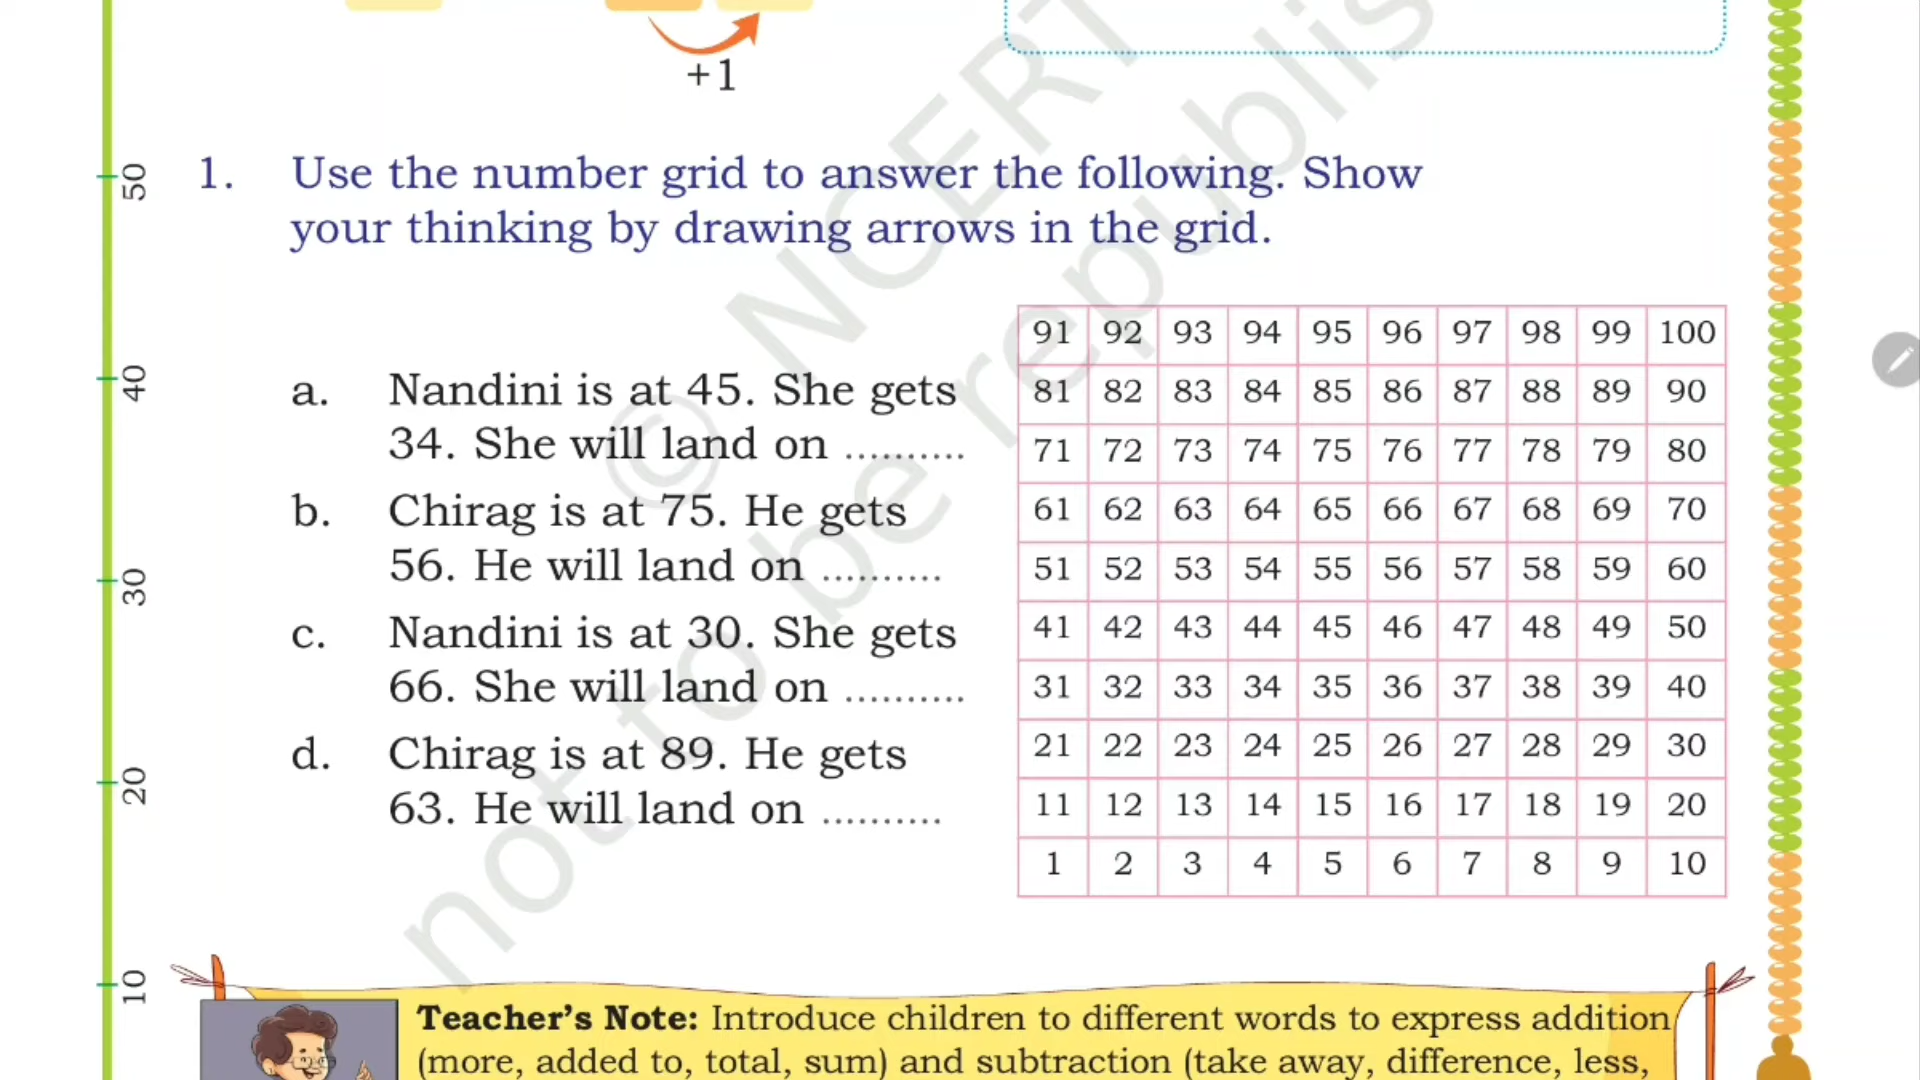 +1
1. Use the number grid to answer the following. Show
your thinking by drawing arrows in the grid.
a. Nandini is at 45. She gets
34. She will land on ..........
b. Chirag is at 75. He gets
56. He will land on ..........
c. Nandini is at 30. She gets
66. She will land on ..........
d. Chirag is at 89. He gets
63. He will land on ..........
91 92 93 94 95 96 97 98 99 100
81 82 83 84 85 86 87 88 89 90
71 72 73 74 75 76 77 78 79 80
61 62 63 64 65 66 67 68 69 70
51 52 53 54 55 56 57 58 59 60
41 42 43 44 45 46 47 48 49 50
31 32 33 34 35 36 37 38 39 40
21 22 23 24 25 26 27 28 29 30
11 12 13 14 15 16 17 18 19 20
1 2 3 4 5 6 7 8 9 10
50
40
30
20
10
© NCERT
not to be republis
Teacher's Note: Introduce children to different words to express addition
(more, added to, total, sum) and subtraction (take away, difference, less,